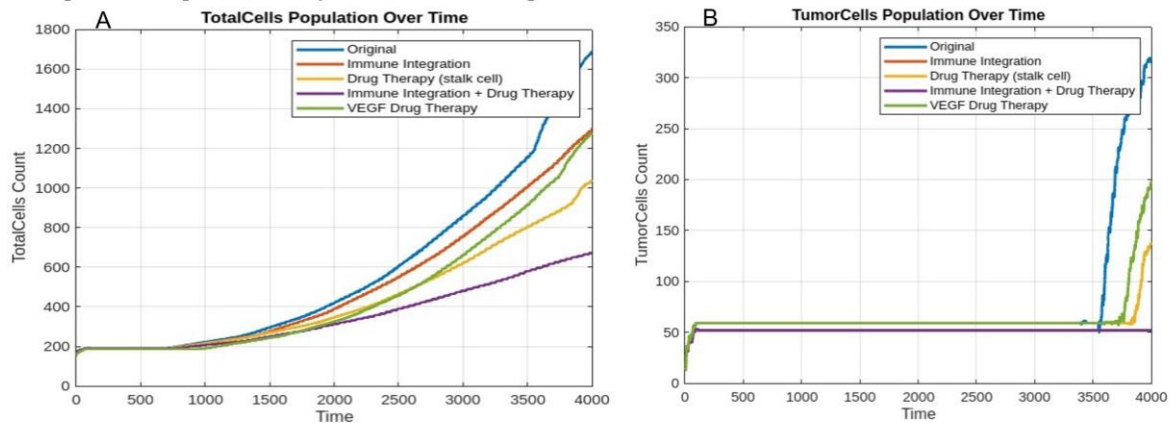 A
TotalCells Population Over Time
TotalCells Count
1800
1600
1400
1200
1000
800
600
400
200
0
Original
Immune Integration
Drug Therapy (stalk cell)
Immune Integration + Drug Therapy
VEGF Drug Therapy
0 500 1000 1500 2000 2500 3000 3500 4000
Time
B
TumorCells Population Over Time
TumorCells Count
350
300
250
200
150
100
50
0
Original
Immune Integration
Drug Therapy (stalk cell)
Immune Integration + Drug Therapy
VEGF Drug Therapy
0 500 1000 1500 2000 2500 3000 3500 4000
Time